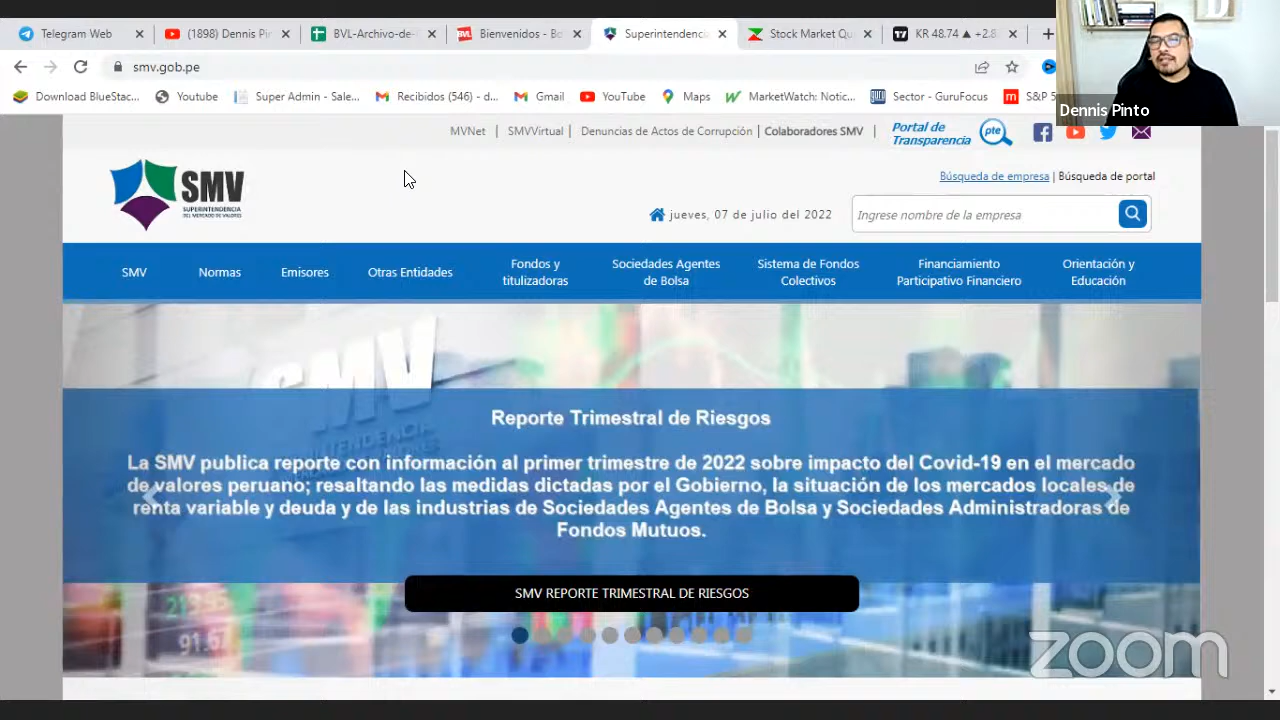 Telegram Web
(1898) Dennis Pi
BVL-Archivo
Bienvenidos - Bo
Superintendenci
Stock Market Qu
KR 48.74 ▲ +2.8
smv.gob.pe
Download BlueStac...
Youtube
Super Admin - Sale...
Recibidos (546) - d...
Gmail
YouTube
Maps
MarketWatch: Notic...
Sector - GuruFocus
S&P 5
Dennis Pinto
MVNet | SMVVirtual | Denuncias de Actos de Corrupción | Colaboradores SMV |
Portal de
Transparencia
pte
SMV
SUPERINTENDENCIA
DEL MERCADO DE VALORES
Búsqueda de empresa | Búsqueda de portal
jueves, 07 de julio del 2022
Ingrese nombre de la empresa
SMV
Normas
Emisores
Otras Entidades
Fondos y
titulizadoras
Sociedades Agentes
de Bolsa
Sistema de Fondos
Colectivos
Financiamiento
Participativo Financiero
Orientación y
Educación
SMV
Reporte Trimestral de Riesgos
La SMV publica reporte con información al primer trimestre de 2022 sobre impacto del Covid-19 en el mercado
de valores peruano; resaltando las medidas dictadas por el Gobierno, la situación de los mercados locales de
renta variable y deuda y de las industrias de Sociedades Agentes de Bolsa y Sociedades Administradoras de
Fondos Mutuos.
SMV REPORTE TRIMESTRAL DE RIESGOS
zoom